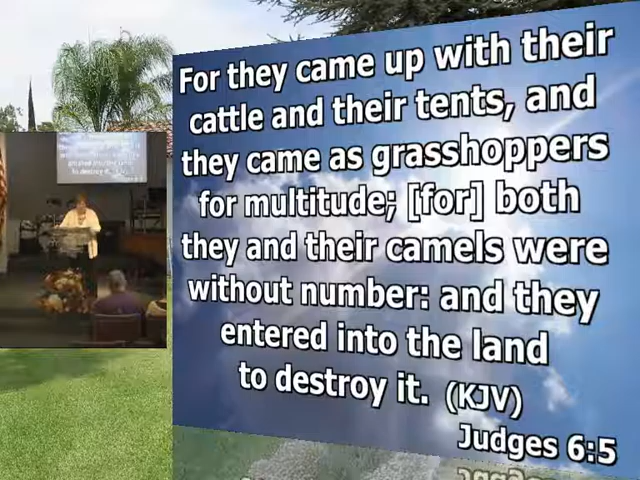 For they came up with their
cattle and their tents, and
they came as grasshoppers
for multitude; [for] both
they and their camels were
without number: and they
entered into the land
to destroy it. (KJV)
Judges 6:5